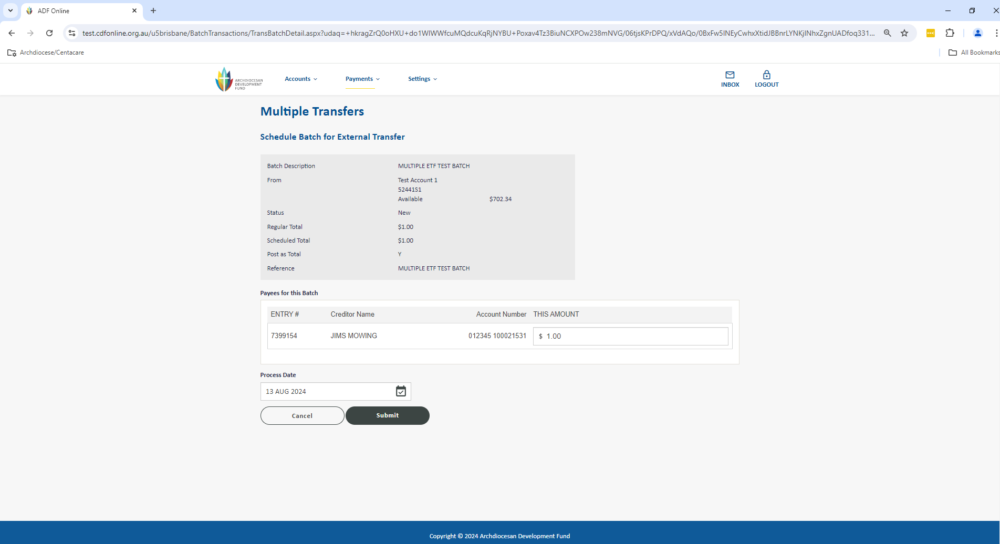 ADF Online
test.cdfonline.org.au/u5brisbane/BatchTransactions/TransBatchDetail.aspx?udaq=+hkragZrQ0oHXU+do1WIWWfcuMQdcuKqRjNYBU+Poxav4Tz3BiuNCXPOw238mNVG/06tjsKPrDPQ/xVdAQo/0BxFw5INEyCwhxXtidJBBnrLYNKjINhxZgnUADfoq331...
Archdiocese/Centacare
All Bookmarks
ARCHDIOCESAN
DEVELOPMENT
FUND
Accounts
Payments
Settings
INBOX
LOGOUT
Multiple Transfers
Schedule Batch for External Transfer
Batch Description MULTIPLE ETF TEST BATCH
From Test Account 1
52441S1
Available $702.34
Status New
Regular Total $1.00
Scheduled Total $1.00
Post as Total Y
Reference MULTIPLE ETF TEST BATCH
Payees for this Batch
ENTRY # Creditor Name Account Number THIS AMOUNT
7399154 JIMS MOWING 012345 100021531 $ 1.00
Process Date
13 AUG 2024
Cancel Submit
Copyright © 2024 Archdiocesan Development Fund